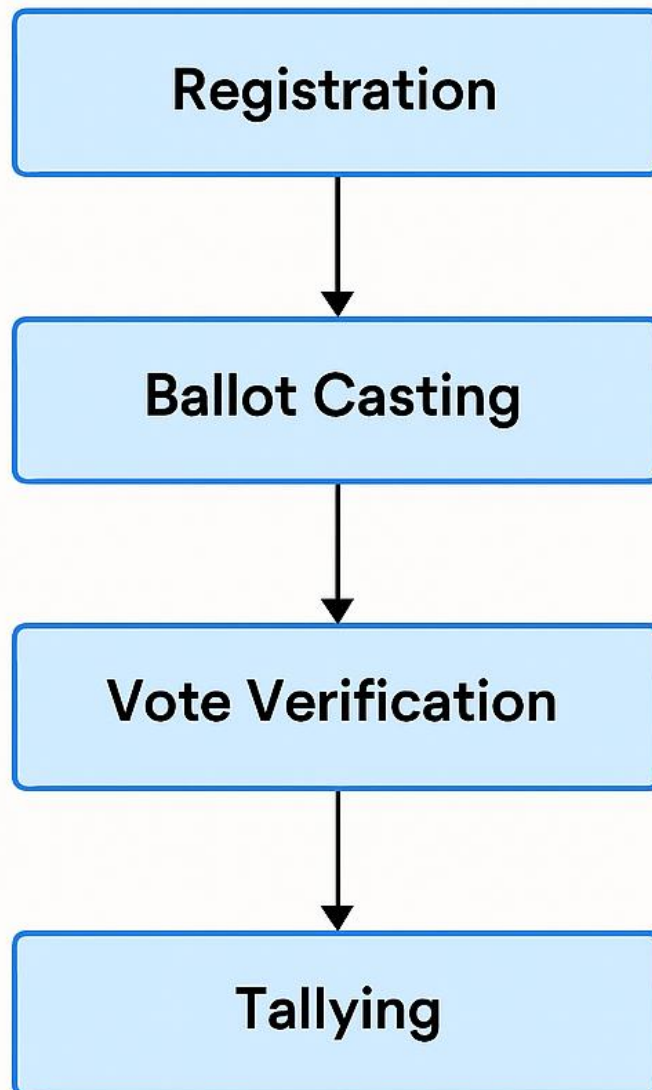 Registration
Ballot Casting
Vote Verification
Tallying